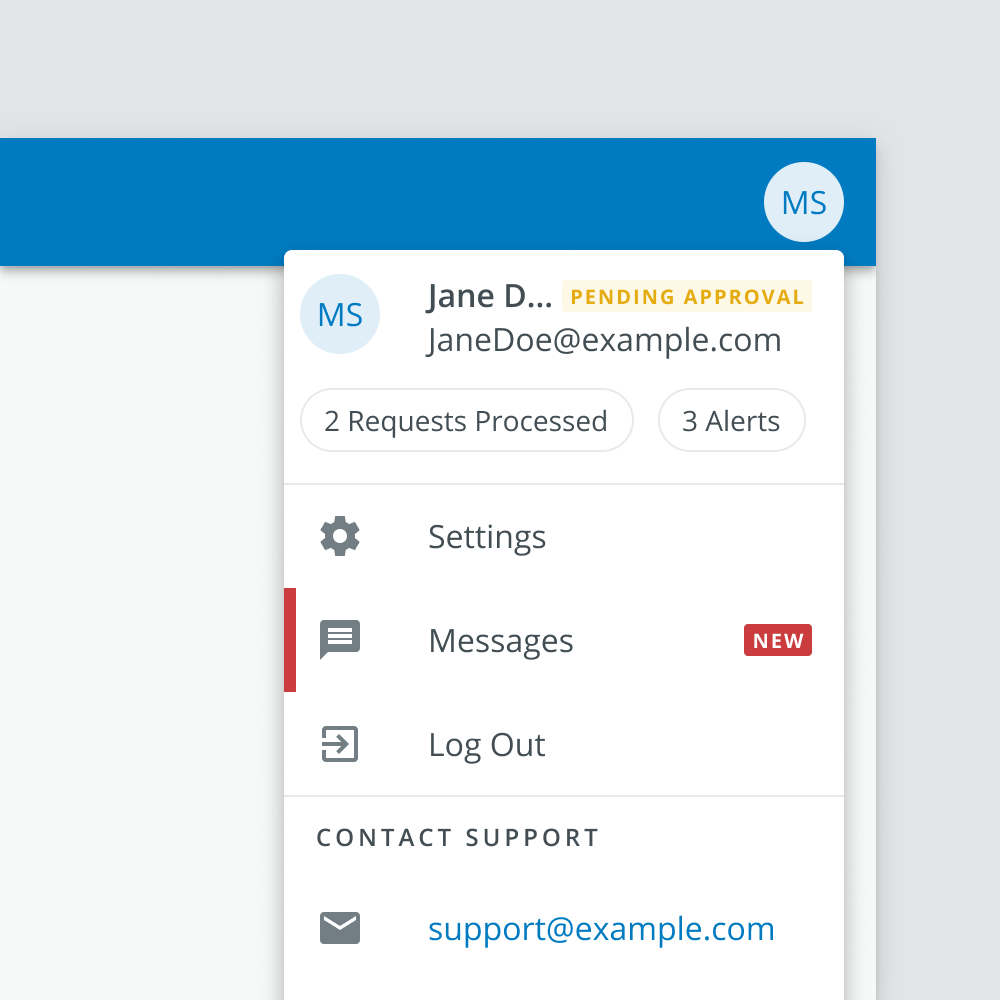 MS
MS
Jane D... PENDING APPROVAL
JaneDoe@example.com
2 Requests Processed 3 Alerts
Settings
Messages NEW
Log Out
CONTACT SUPPORT
support@example.com